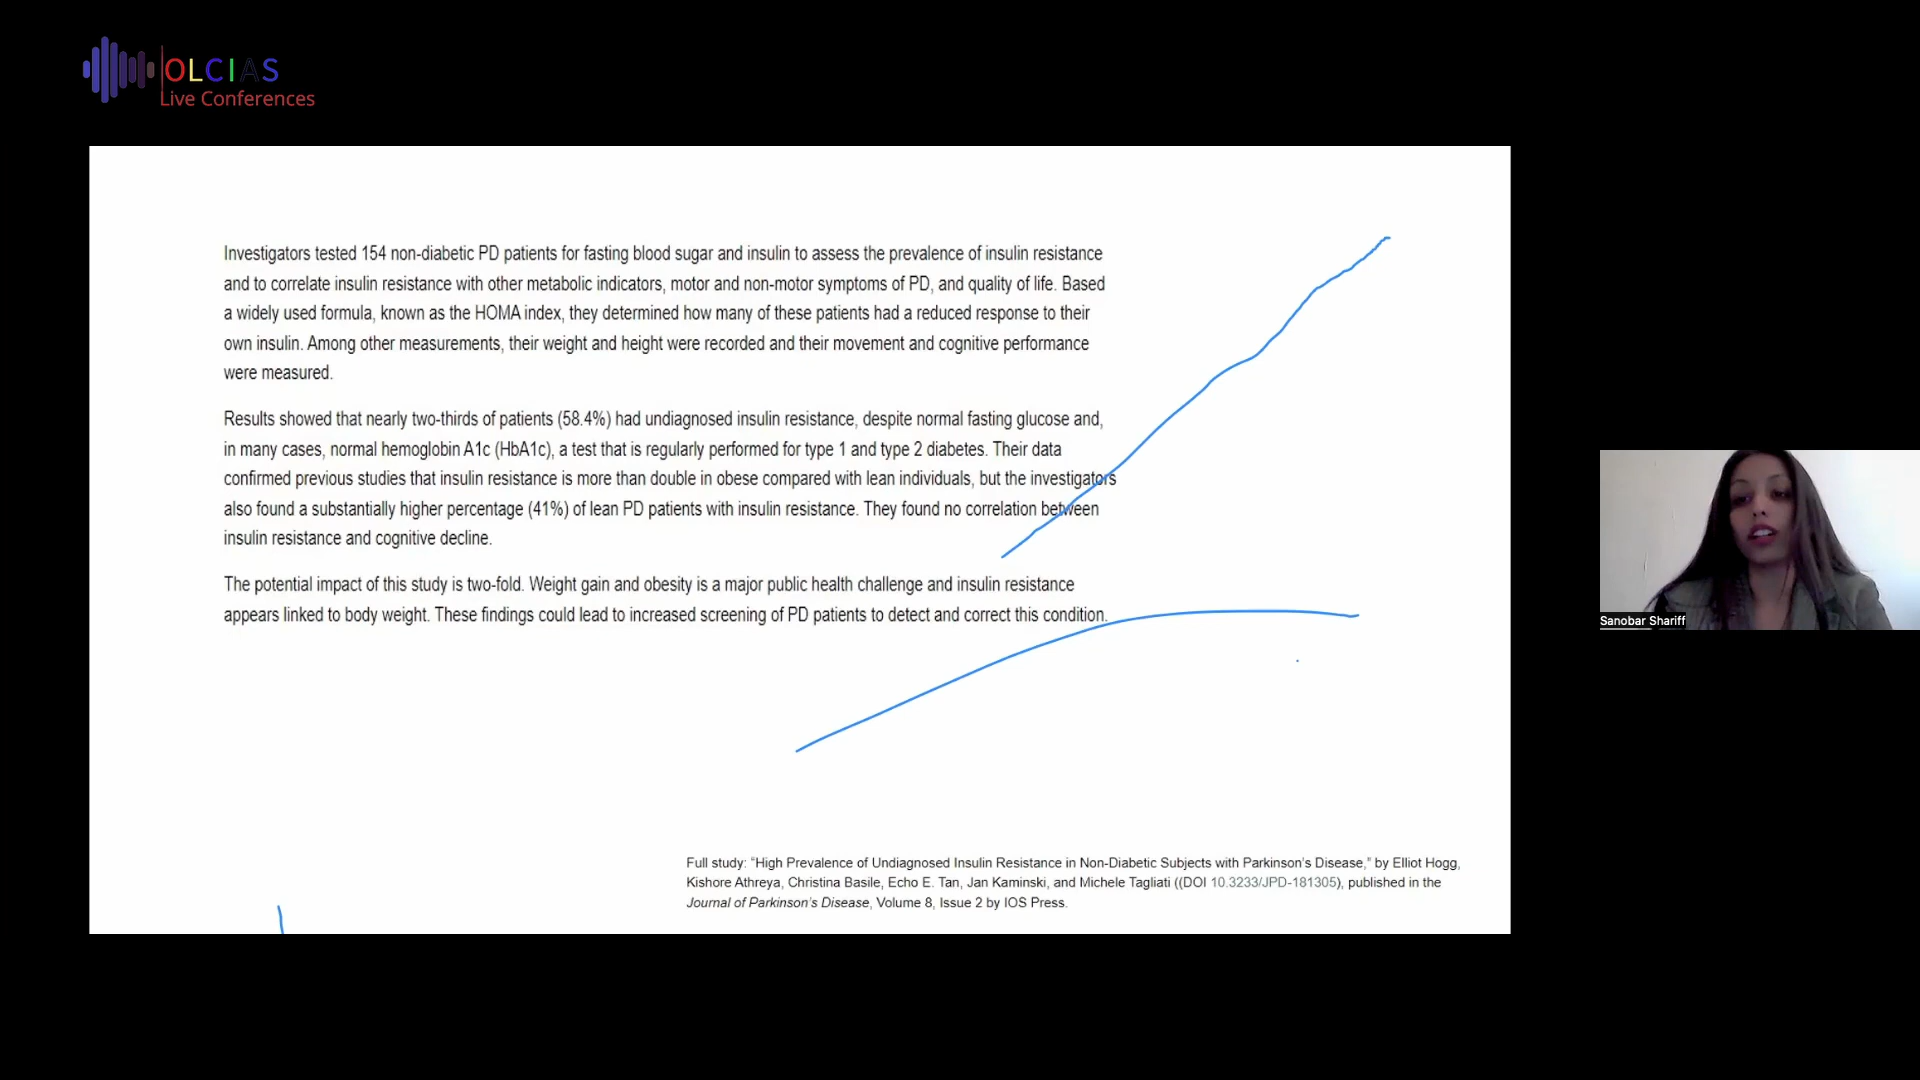 OLCIAS
Live Conferences
Investigators tested 154 non-diabetic PD patients for fasting blood sugar and insulin to assess the prevalence of insulin resistance
and to correlate insulin resistance with other metabolic indicators, motor and non-motor symptoms of PD, and quality of life. Based
a widely used formula, known as the HOMA index, they determined how many of these patients had a reduced response to their
own insulin. Among other measurements, their weight and height were recorded and their movement and cognitive performance
were measured.
Results showed that nearly two-thirds of patients (58.4%) had undiagnosed insulin resistance, despite normal fasting glucose and,
in many cases, normal hemoglobin A1c (HbA1c), a test that is regularly performed for type 1 and type 2 diabetes. Their data
confirmed previous studies that insulin resistance is more than double in obese compared with lean individuals, but the investigators
also found a substantially higher percentage (41%) of lean PD patients with insulin resistance. They found no correlation between
insulin resistance and cognitive decline.
The potential impact of this study is two-fold. Weight gain and obesity is a major public health challenge and insulin resistance
appears linked to body weight. These findings could lead to increased screening of PD patients to detect and correct this condition.
Sanobar Shariff
Full study: “High Prevalence of Undiagnosed Insulin Resistance in Non-Diabetic Subjects with Parkinson’s Disease,” by Elliot Hogg,
Kishore Athreya, Christina Basile, Echo E. Tan, Jan Kaminski, and Michele Tagliati ((DOI 10.3233/JPD-181305), published in the
Journal of Parkinson’s Disease, Volume 8, Issue 2 by IOS Press.